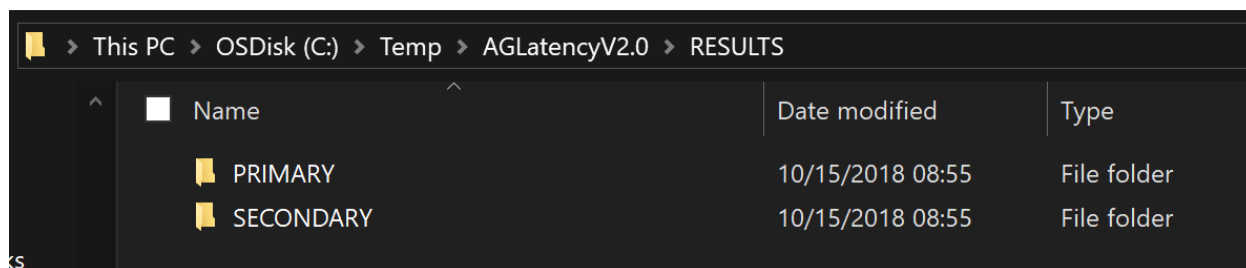 This PC > OSDisk (C:) > Temp > AGLatencyV2.0 > RESULTS
Name Date modified Type
PRIMARY 10/15/2018 08:55 File folder
SECONDARY 10/15/2018 08:55 File folder
ks